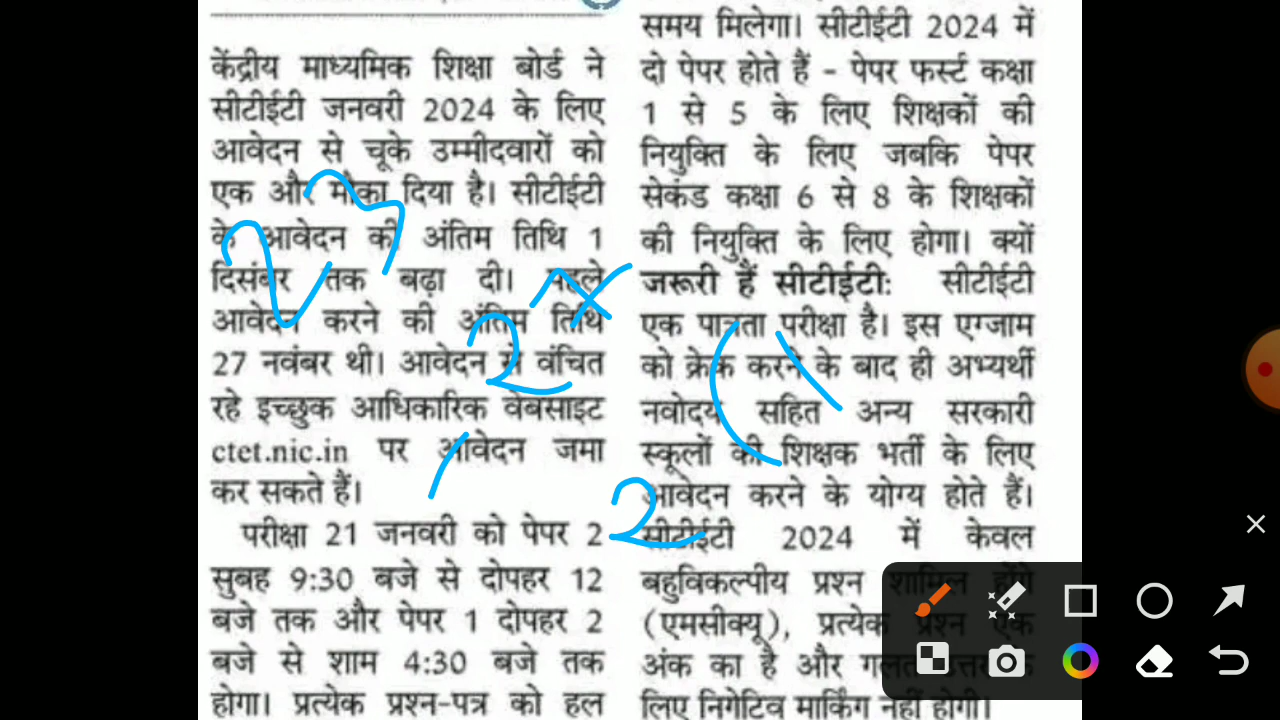 केंद्रीय माध्यमिक शिक्षा बोर्ड ने
सीटीईटी जनवरी 2024 के लिए
आवेदन से चूके उम्मीदवारों को
एक और मौका दिया है। सीटीईटी
के आवेदन की अंतिम तिथि 1
दिसंबर तक बढ़ा दी। पहले
आवेदन करने की अंतिम तिथि
27 नवंबर थी। आवेदन से वंचित
रहे इच्छुक आधिकारिक वेबसाइट
ctet.nic.in पर आवेदन जमा
कर सकते हैं।
परीक्षा 21 जनवरी को पेपर 2
सुबह 9:30 बजे से दोपहर 12
बजे तक और पेपर 1 दोपहर 2
बजे से शाम 4:30 बजे तक
होगा। प्रत्येक प्रश्न-पत्र को हल
समय मिलेगा। सीटीईटी 2024 में
दो पेपर होते हैं - पेपर फर्स्ट कक्षा
1 से 5 के लिए शिक्षकों की
नियुक्ति के लिए जबकि पेपर
सेकंड कक्षा 6 से 8 के शिक्षकों
की नियुक्ति के लिए होगा। क्यों
जरूरी हैं सीटीईटी: सीटीईटी
एक पात्रता परीक्षा है। इस एग्जाम
को क्रेक करने के बाद ही अभ्यर्थी
नवोदय सहित अन्य सरकारी
स्कूलों की शिक्षक भर्ती के लिए
आवेदन करने के योग्य होते हैं।
सीटीईटी 2024 में केवल
बहुविकल्पीय प्रश्न शामिल होंगे
(एमसीक्यू), प्रत्येक प्रश्न एक
अंक का है और गलत उत्तर के
लिए निगेटिव मार्किंग नहीं होगी।